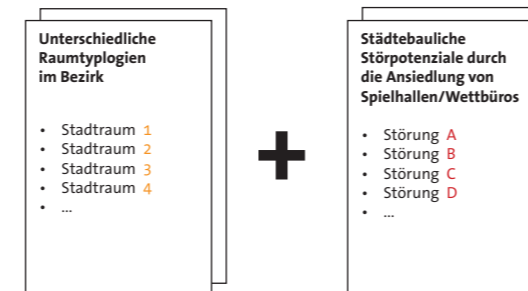 Unterschiedliche
Raumtyplogien
im Bezirk
• Stadtraum 1
• Stadtraum 2
• Stadtraum 3
• Stadtraum 4
• ...
+
Städtebauliche
Störpotenziale durch
die Ansiedlung von
Spielhallen/Wettbüros
• Störung A
• Störung B
• Störung C
• Störung D
• ...